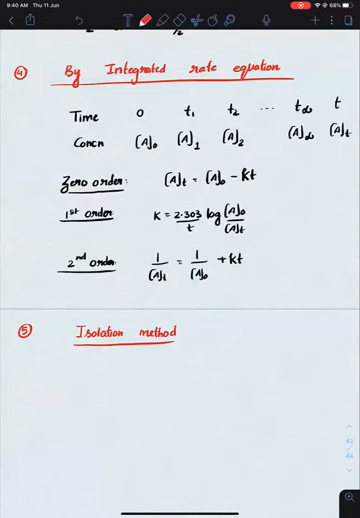 9:40 AM Thu 11 Jun
④ By Integrated rate equation
Time 0 t₁ t₂ ... t∞ t
Concn [A]₀ [A]₁ [A]₂ [A]∞ [A]t
Zero order: [A]t = [A]₀ - kt
1st order: K = 2.303/t log [A]₀/[A]t
2nd order: 1/[A]t = 1/[A]₀ + kt
⑤ Isolation method
42
44